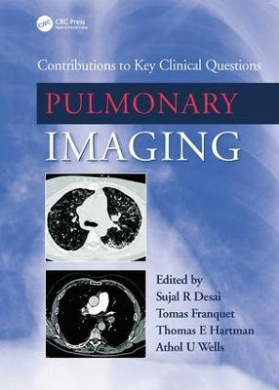 CRC
CRC Press
Contributions to Key Clinical Questions
PULMONARY
IMAGING
Edited by
Sujal R Desai
Tomas Franquet
Thomas E Hartman
Athol U Wells